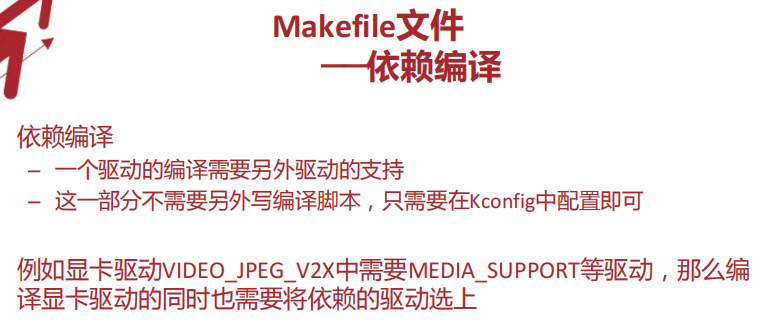 Makefile文件
——依赖编译
依赖编译
– 一个驱动的编译需要另外驱动的支持
– 这一部分不需要另外写编译脚本，只需要在Kconfig中配置即可
例如显卡驱动VIDEO_JPEG_V2X中需要MEDIA_SUPPORT等驱动，那么编
译显卡驱动的同时也需要将依赖的驱动选上